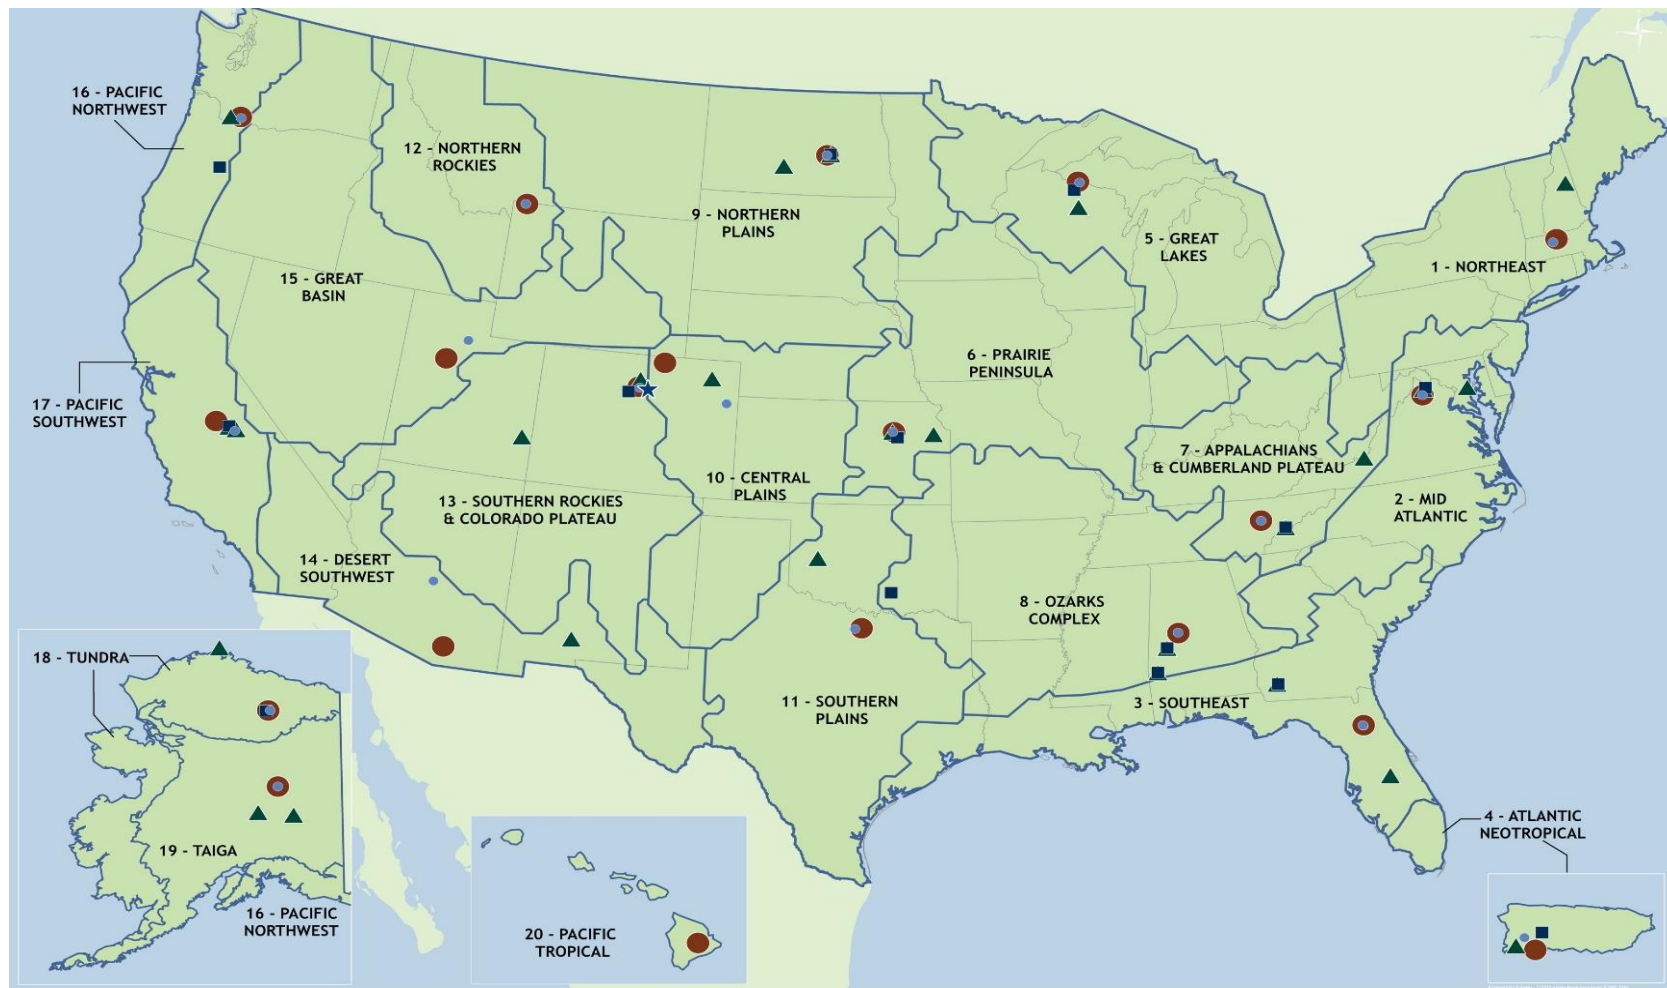 16 - PACIFIC
NORTHWEST
12 - NORTHERN
ROCKIES
9 - NORTHERN
PLAINS
5 - GREAT
LAKES
1 - NORTHEAST
15 - GREAT
BASIN
6 - PRAIRIE
PENINSULA
17 - PACIFIC
SOUTHWEST
7 - APPALACHIANS
& CUMBERLAND PLATEAU
10 - CENTRAL
PLAINS
2 - MID
ATLANTIC
13 - SOUTHERN ROCKIES
& COLORADO PLATEAU
14 - DESERT
SOUTHWEST
8 - OZARKS
COMPLEX
18 - TUNDRA
11 - SOUTHERN
PLAINS
3 - SOUTHEAST
4 - ATLANTIC
NEOTROPICAL
19 - TAIGA
16 - PACIFIC
NORTHWEST
20 - PACIFIC
TROPICAL